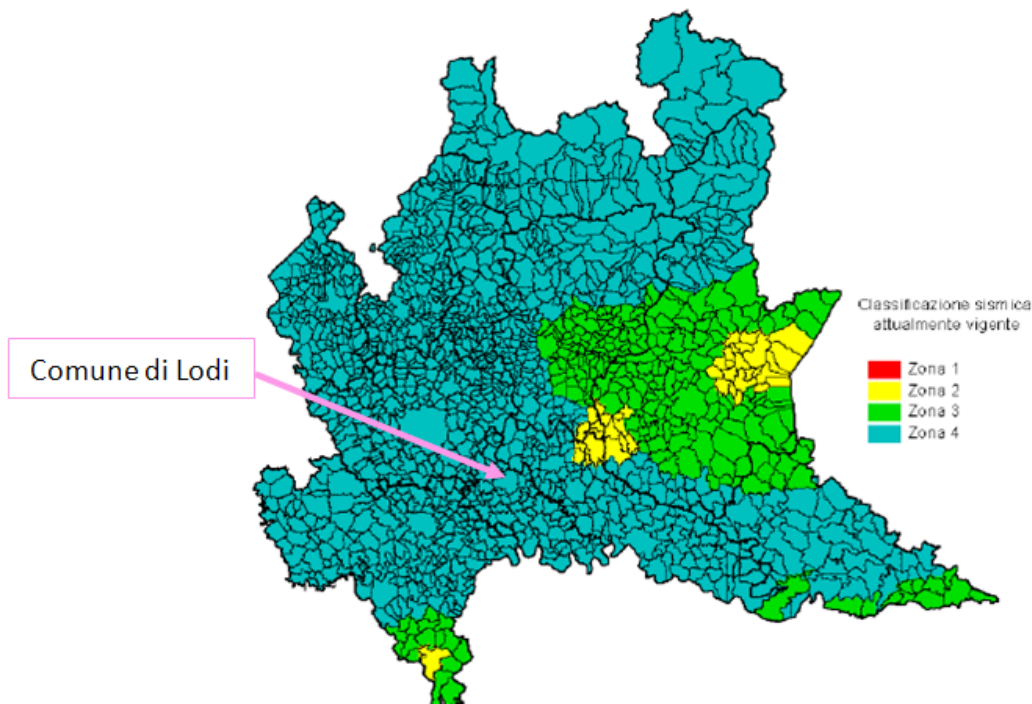 Classificazione sismica
attualmente vigente
Comune di Lodi
Zona 1
Zona 2
Zona 3
Zona 4